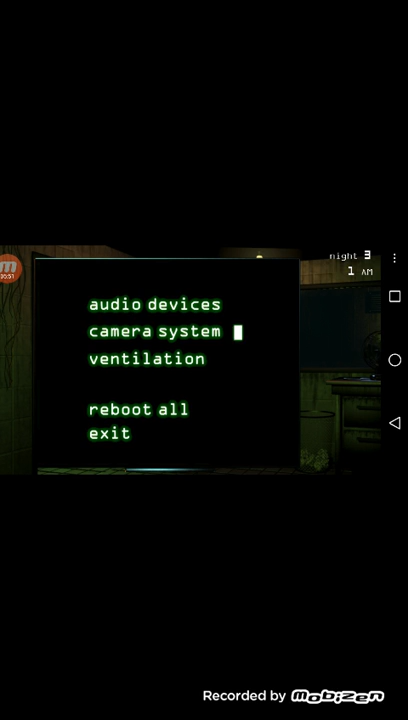 night 3
1 AM
audio devices
camera system
ventilation
reboot all
exit
Recorded by Mobizen